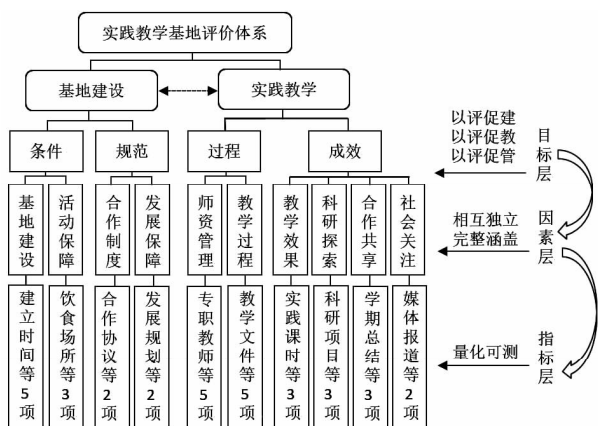 实践教学基地评价体系
基地建设
实践教学
条件
规范
过程
成效
以评促建
以评促教
以评促管
目标层
基地建设
活动保障
合作制度
发展保障
师资管理
教学过程
教学效果
科研探索
合作共享
社会关注
相互独立
完整涵盖
因素层
建立时间等5项
饮食场所等3项
合作协议等2项
发展规划等2项
专职教师等5项
教学文件等5项
实践课时等3项
科研项目等3项
学期总结等3项
媒体报道等2项
量化可测
指标层